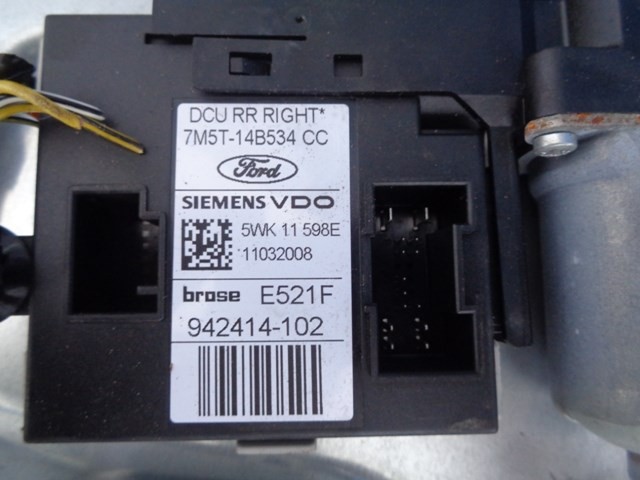 DCU RR RIGHT*
7M5T-14B534 CC
Ford
SIEMENS VDO
5WK 11 598E
11032008
brose E521F
942414-102